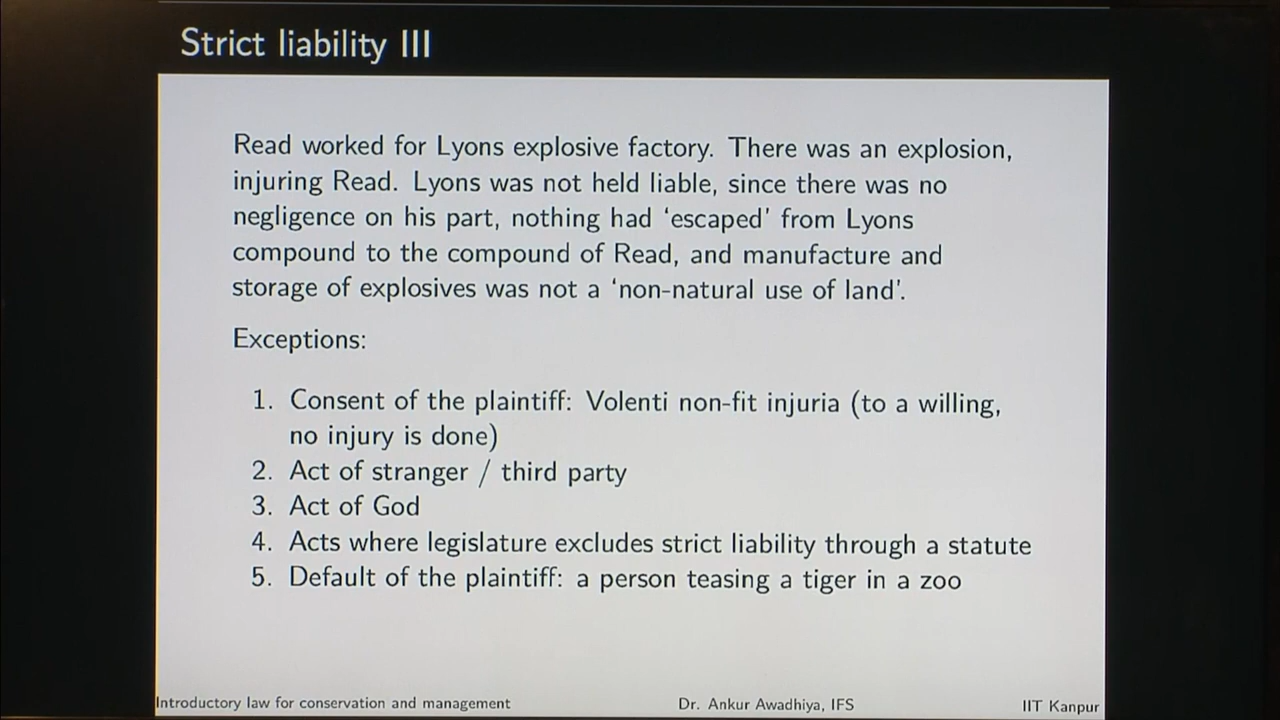 Strict liability III
Read worked for Lyons explosive factory. There was an explosion,
injuring Read. Lyons was not held liable, since there was no
negligence on his part, nothing had ‘escaped’ from Lyons
compound to the compound of Read, and manufacture and
storage of explosives was not a ‘non-natural use of land’.
Exceptions:
1. Consent of the plaintiff: Volenti non-fit injuria (to a willing,
no injury is done)
2. Act of stranger / third party
3. Act of God
4. Acts where legislature excludes strict liability through a statute
5. Default of the plaintiff: a person teasing a tiger in a zoo
Introductory law for conservation and management Dr. Ankur Awadhiya, IFS IIT Kanpur